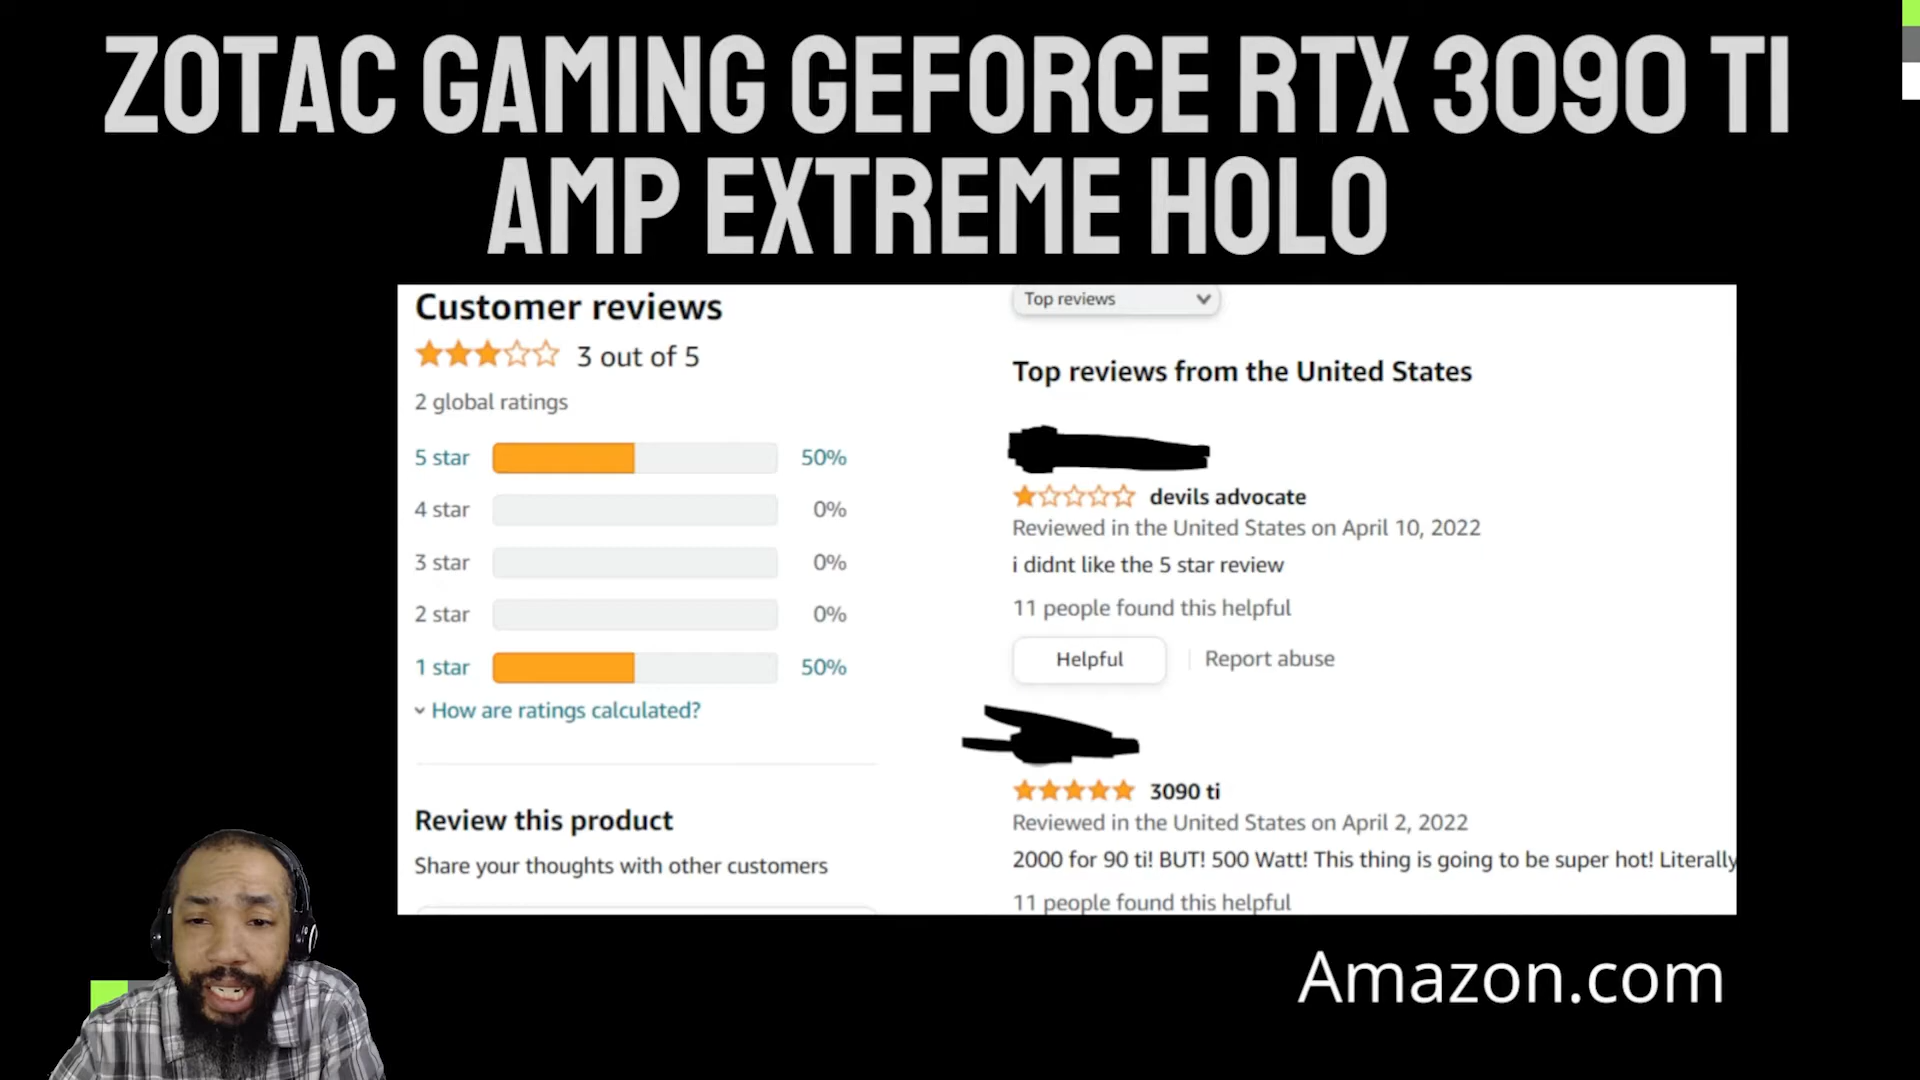 ZOTAC GAMING GEFORCE RTX 3090 TI
AMP EXTREME HOLO
Customer reviews
3 out of 5
2 global ratings
5 star 50%
4 star 0%
3 star 0%
2 star 0%
1 star 50%
How are ratings calculated?
Review this product
Share your thoughts with other customers
Top reviews
Top reviews from the United States
devils advocate
Reviewed in the United States on April 10, 2022
i didnt like the 5 star review
11 people found this helpful
Helpful
Report abuse
3090 ti
Reviewed in the United States on April 2, 2022
2000 for 90 ti! BUT! 500 Watt! This thing is going to be super hot! Literally
11 people found this helpful
Amazon.com